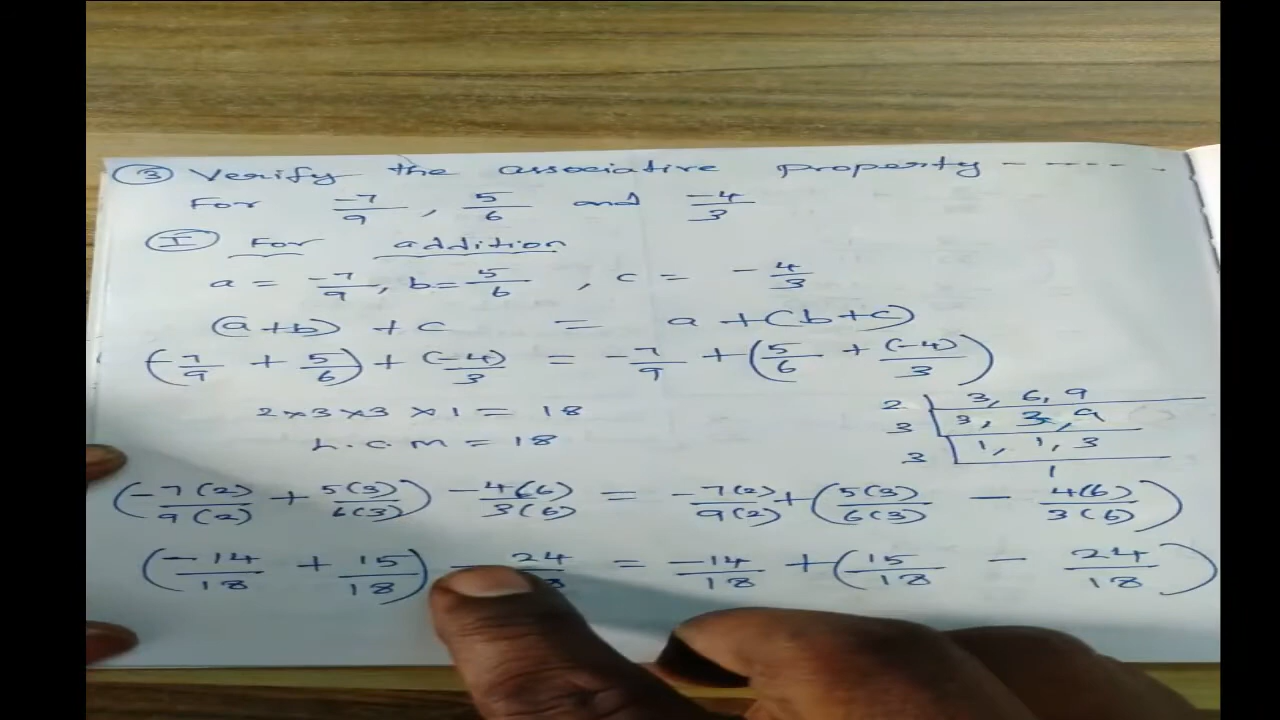 ③ Verify the associative property - - - - - .
For -7/9, 5/6 and -4/3
Ⓘ For addition
a = -7/9, b = 5/6, c = -4/3
(a+b) + c = a + (b+c)
(-7/9 + 5/6) + (-4)/3 = -7/9 + (5/6 + (-4)/3)
2 | 3, 6, 9
2×3×3×1 = 18
3 | 3, 3, 9
L.C.M = 18
3 | 1, 1, 3
1
(-7(2)/9(2) + 5(3)/6(3)) - 4(6)/3(6) = -7(2)/9(2) + (5(3)/6(3) - 4(6)/3(6))
(-14/18 + 15/18) - 24/ 8 = -14/18 + (15/18 - 24/18)